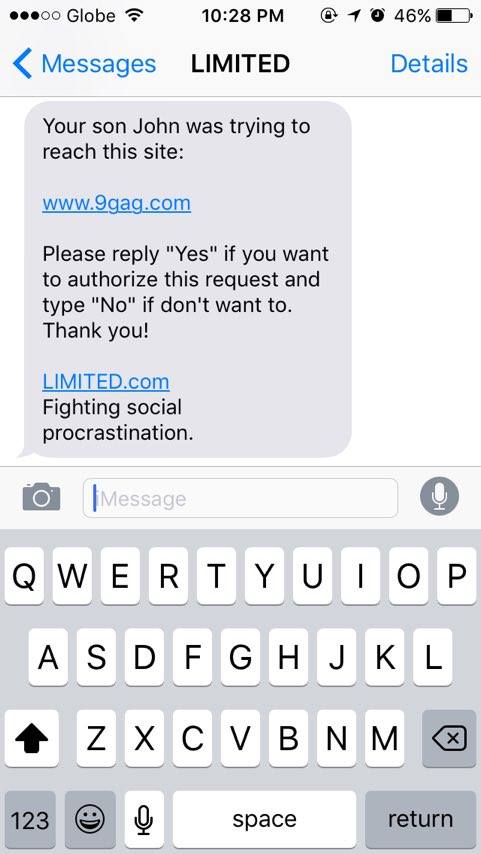 Globe 10:28 PM 46%
Messages LIMITED Details
Your son John was trying to
reach this site:
www.9gag.com
Please reply "Yes" if you want
to authorize this request and
type "No" if don't want to.
Thank you!
LIMITED.com
Fighting social
procrastination.
iMessage
Q W E R T Y U I O P
A S D F G H J K L
Z X C V B N M
123 space return